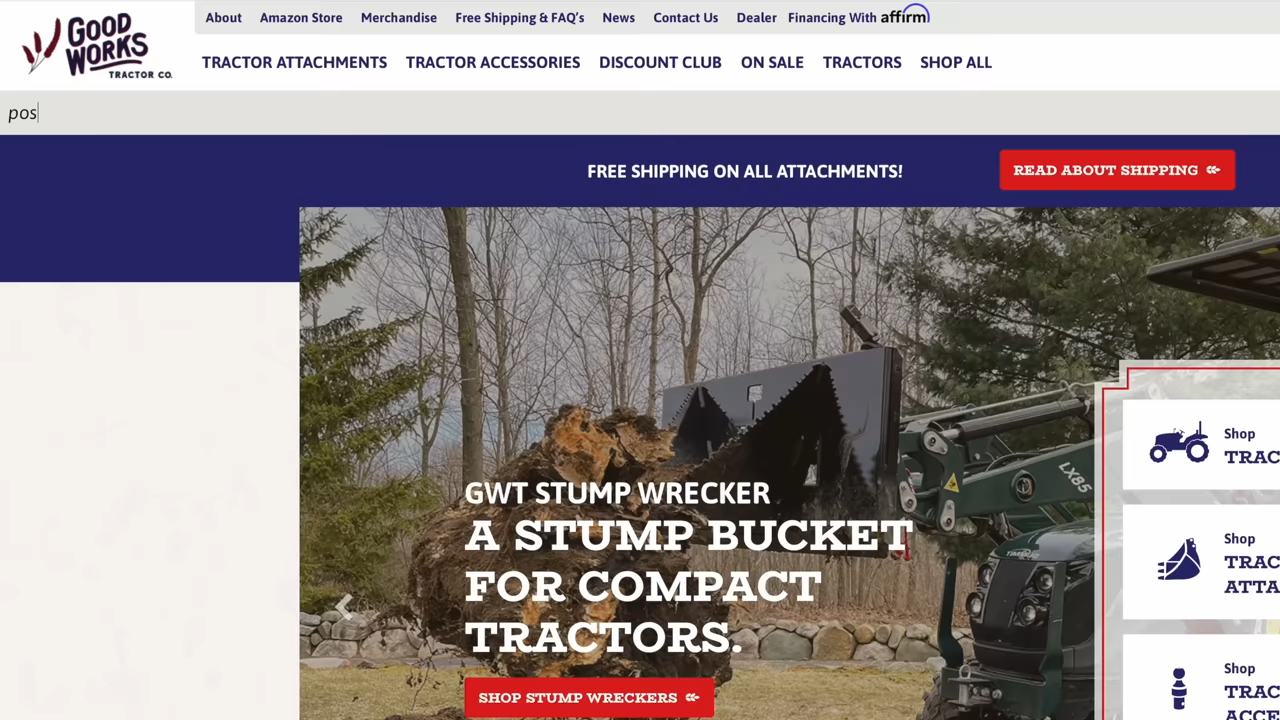 GOOD
WORKS
TRACTOR CO.
About Amazon Store Merchandise Free Shipping & FAQ's News Contact Us Dealer Financing With affirm
TRACTOR ATTACHMENTS TRACTOR ACCESSORIES DISCOUNT CLUB ON SALE TRACTORS SHOP ALL
pos
FREE SHIPPING ON ALL ATTACHMENTS!
READ ABOUT SHIPPING
LX85
GWT STUMP WRECKER
A STUMP BUCKET
FOR COMPACT
TRACTORS.
SHOP STUMP WRECKERS
Shop
TRAC
Shop
TRAC
ATTA
Shop
TRAC
ACCE